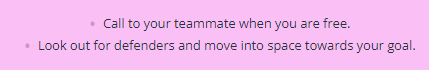 • Call to your teammate when you are free.
• Look out for defenders and move into space towards your goal.